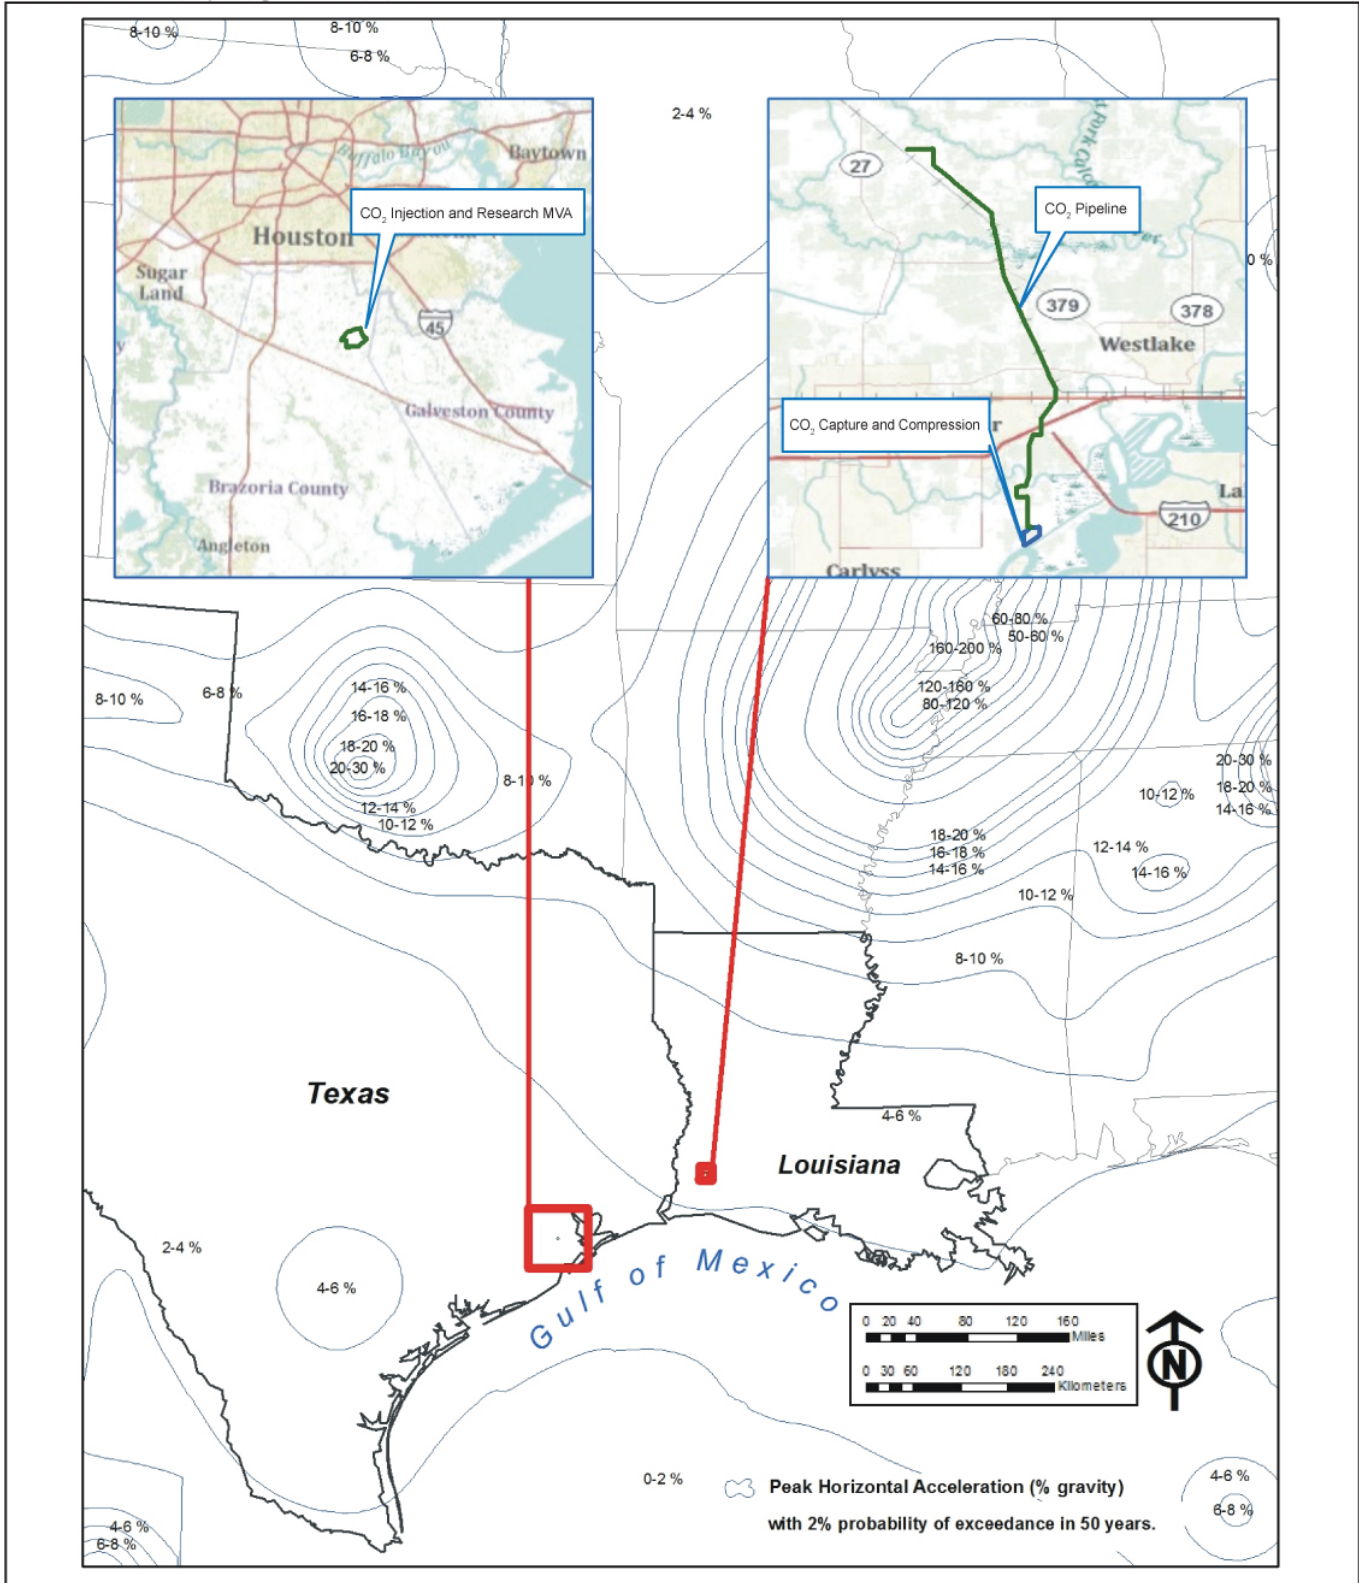 8-10 %
8-10 %
6-8 %
2-4 %
Buffalo Bayou
Baytown
CO2 Injection and Research MVA
Houston
Sugar
Land
45
Galveston County
Brazoria County
Angleton
27
CO2 Pipeline
379
378
Westlake
CO2 Capture and Compression
r
La
210
Carlyss
0 %
60-80 %
50-60 %
160-200 %
120-160 %
80-120 %
8-10 %
6-8 %
14-16 %
16-18 %
18-20 %
20-30 %
12-14 %
10-12 %
8-10 %
20-30 %
18-20 %
14-16 %
10-12 %
18-20 %
16-18 %
14-16 %
12-14 %
14-16 %
10-12 %
8-10 %
Texas
4-6 %
Louisiana
2-4 %
4-6 %
Gulf of Mexico
0 20 40 80 120 160
Miles
0 30 60 120 180 240
Kilometers
N
0-2 %
Peak Horizontal Acceleration (% gravity)
with 2% probability of exceedance in 50 years.
4-6 %
6-8 %
4-6 %
6-8 %